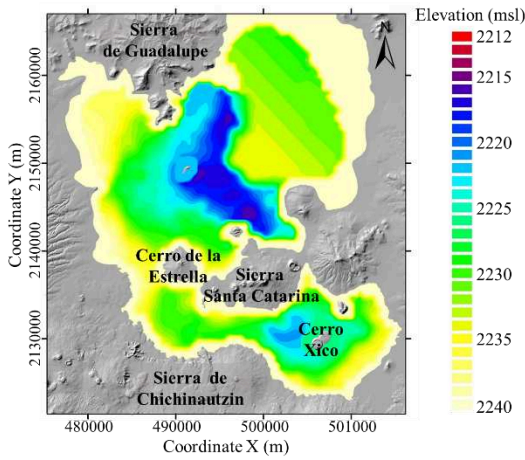 Elevation (msl)
Sierra
de Guadalupe
N
2212
2215
2220
2225
2230
2235
2240
Coordinate Y (m)
2160000
2150000
2140000
2130000
Cerro de la
Estrella
Sierra
Santa Catarina
Cerro
Xico
Sierra de
Chichinautzin
480000
490000
500000
501000
Coordinate X (m)